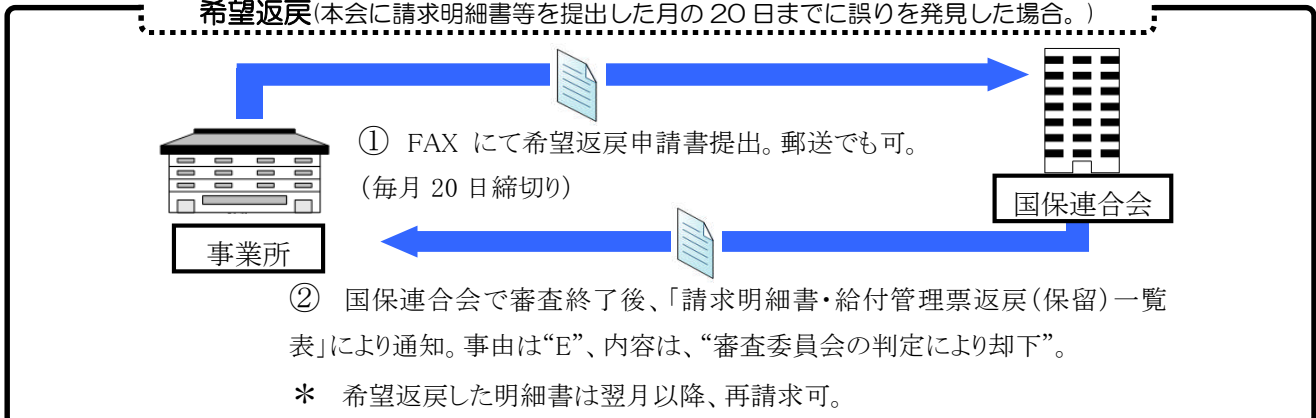 希望返戻(本会に請求明細書等を提出した月の20日までに誤りを発見した場合。)
① FAX にて希望返戻申請書提出。郵送でも可。
(毎月 20 日締切り)
国保連合会
事業所
② 国保連合会で審査終了後、「請求明細書・給付管理票返戻(保留)一覧
表」により通知。事由は“E”、内容は、“審査委員会の判定により却下”。
＊ 希望返戻した明細書は翌月以降、再請求可。